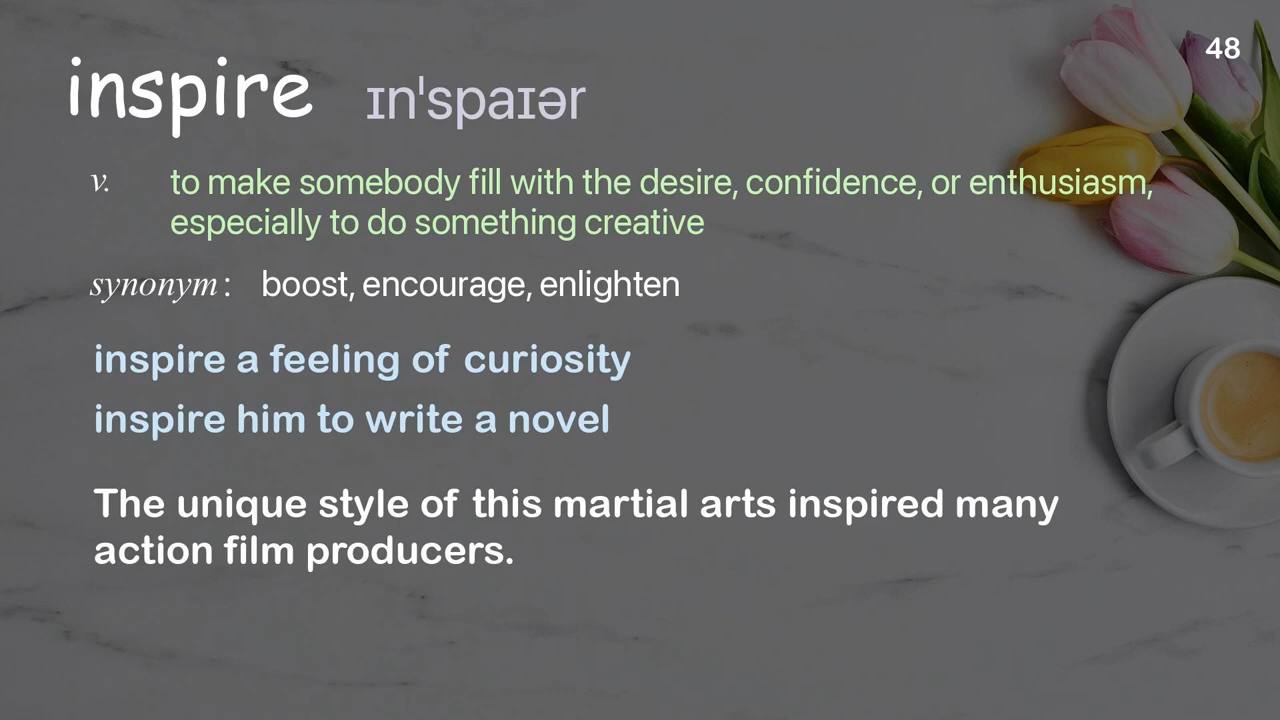 48
inspire ɪnˈspaɪər
v. to make somebody fill with the desire, confidence, or enthusiasm,
especially to do something creative
synonym : boost, encourage, enlighten
inspire a feeling of curiosity
inspire him to write a novel
The unique style of this martial arts inspired many
action film producers.